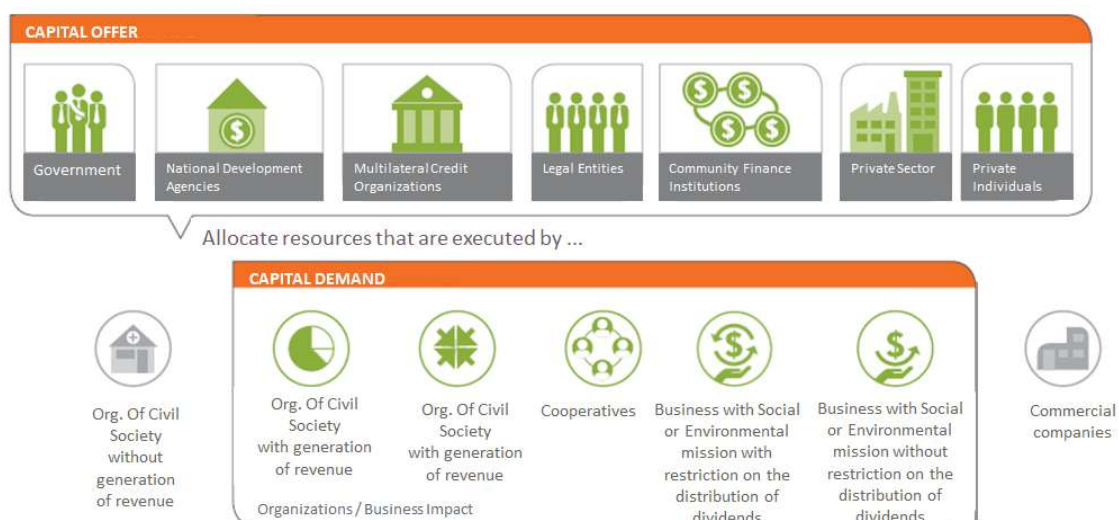 CAPITAL OFFER
Government
National Development
Agencies
Multilateral Credit
Organizations
Legal Entities
Community Finance
Institutions
Private Sector
Private
Individuals
Allocate resources that are executed by ...
CAPITAL DEMAND
Org. Of Civil
Society
without
generation
of revenue
Org. Of Civil
Society
with generation
of revenue
Org. Of Civil
Society
with generation
of revenue
Cooperatives
Business with Social
or Environmental
mission with
restriction on the
distribution of
dividends
Business with Social
or Environmental
mission without
restriction on the
distribution of
dividends
Commercial
companies
Organizations / Business Impact